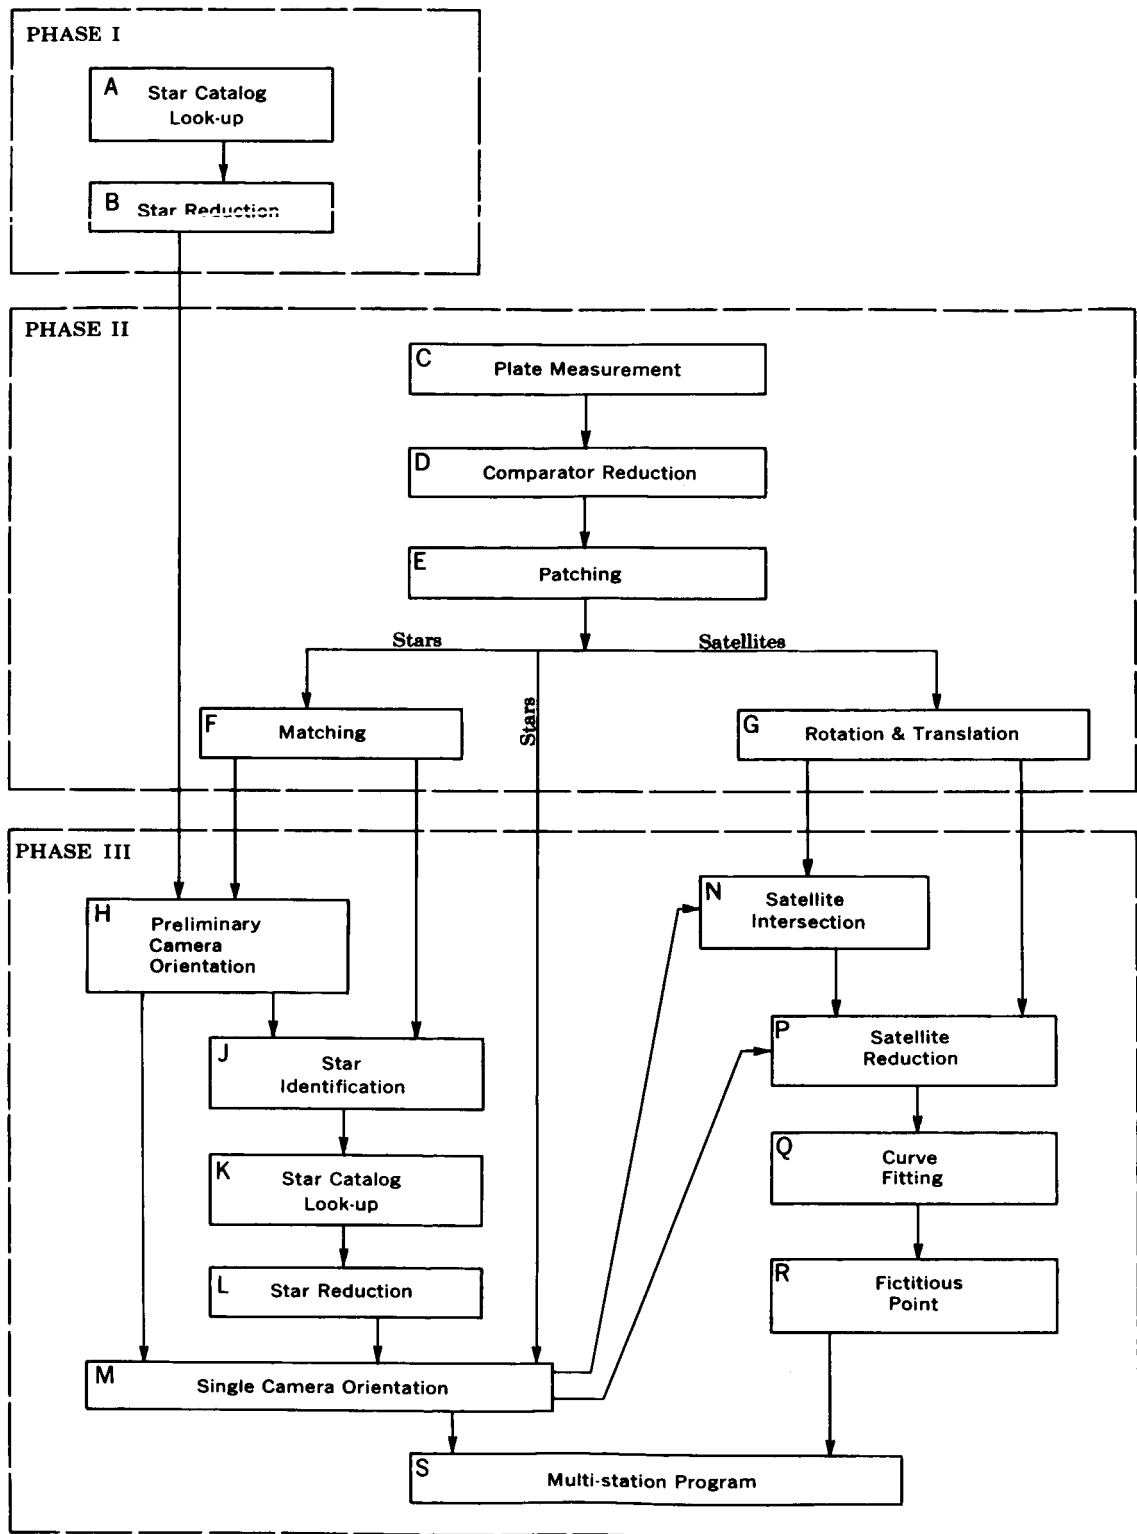 PHASE I
A
Star Catalog
Look-up
B
Star Reduction
PHASE II
C
Plate Measurement
D
Comparator Reduction
E
Patching
Stars
Satellites
Stars
F
Matching
G
Rotation & Translation
PHASE III
H
Preliminary
Camera
Orientation
N
Satellite
Intersection
J
Star
Identification
P
Satellite
Reduction
K
Star Catalog
Look-up
Q
Curve
Fitting
L
Star Reduction
R
Fictitious
Point
M
Single Camera Orientation
S
Multi-station Program